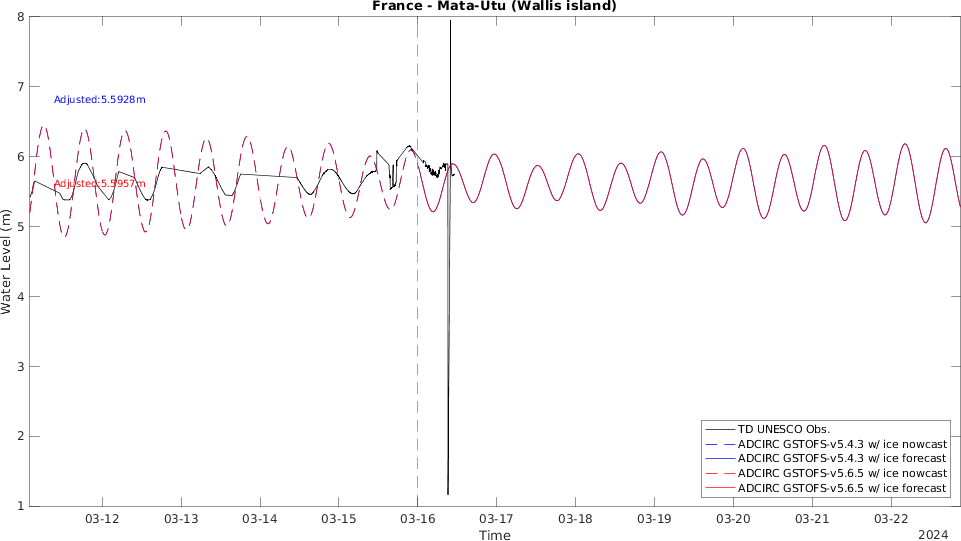 France - Mata-Utu (Wallis island)
8
7
6
5
4
3
2
1
Water Level (m)
Adjusted:5.5928m
Adjusted:5.5957m
TD UNESCO Obs.
ADCIRC GSTOFS-v5.4.3 w/ ice nowcast
ADCIRC GSTOFS-v5.4.3 w/ ice forecast
ADCIRC GSTOFS-v5.6.5 w/ ice nowcast
ADCIRC GSTOFS-v5.6.5 w/ ice forecast
03-12 03-13 03-14 03-15 03-16 03-17 03-18 03-19 03-20 03-21 03-22
Time
2024